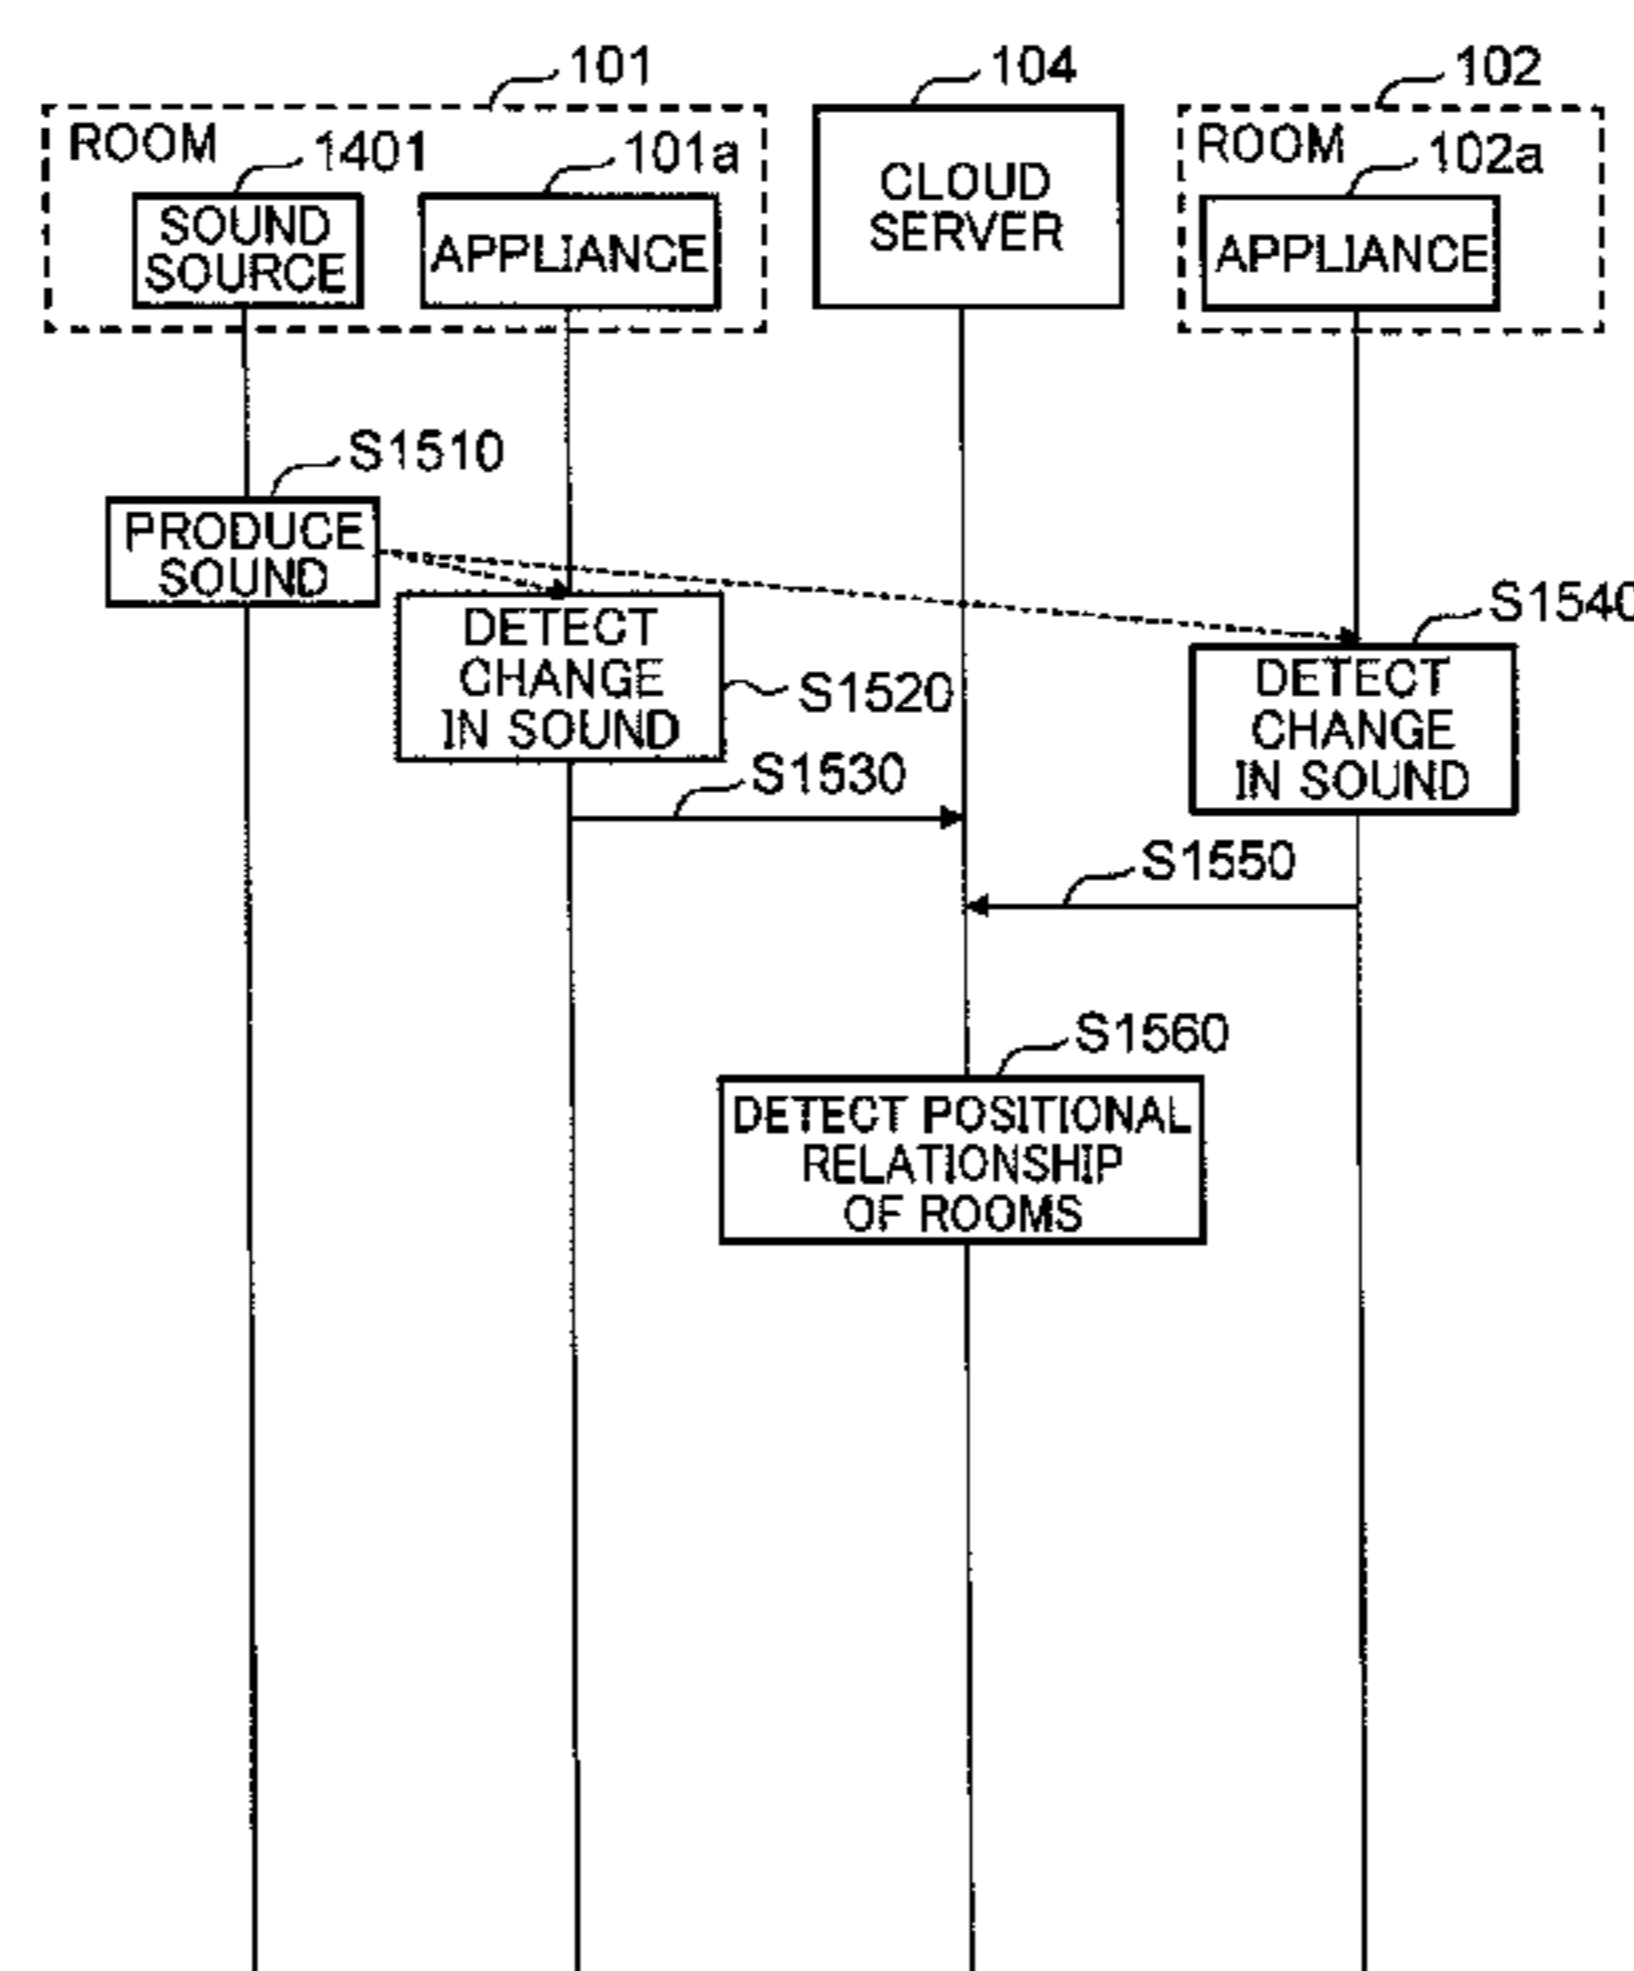 101
104
102
ROOM
1401
101a
ROOM
102a
SOUND
SOURCE
APPLIANCE
CLOUD
SERVER
APPLIANCE
S1510
PRODUCE
SOUND
DETECT
CHANGE
IN SOUND
S1520
S1540
DETECT
CHANGE
IN SOUND
S1530
S1550
S1560
DETECT POSITIONAL
RELATIONSHIP
OF ROOMS